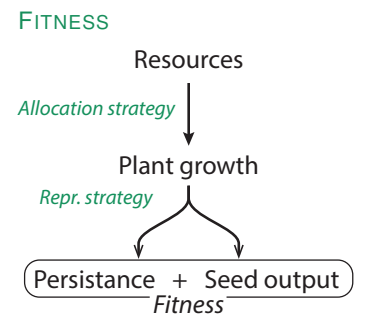 FITNESS
Resources
Allocation strategy
Plant growth
Repr. strategy
Persistance + Seed output
Fitness